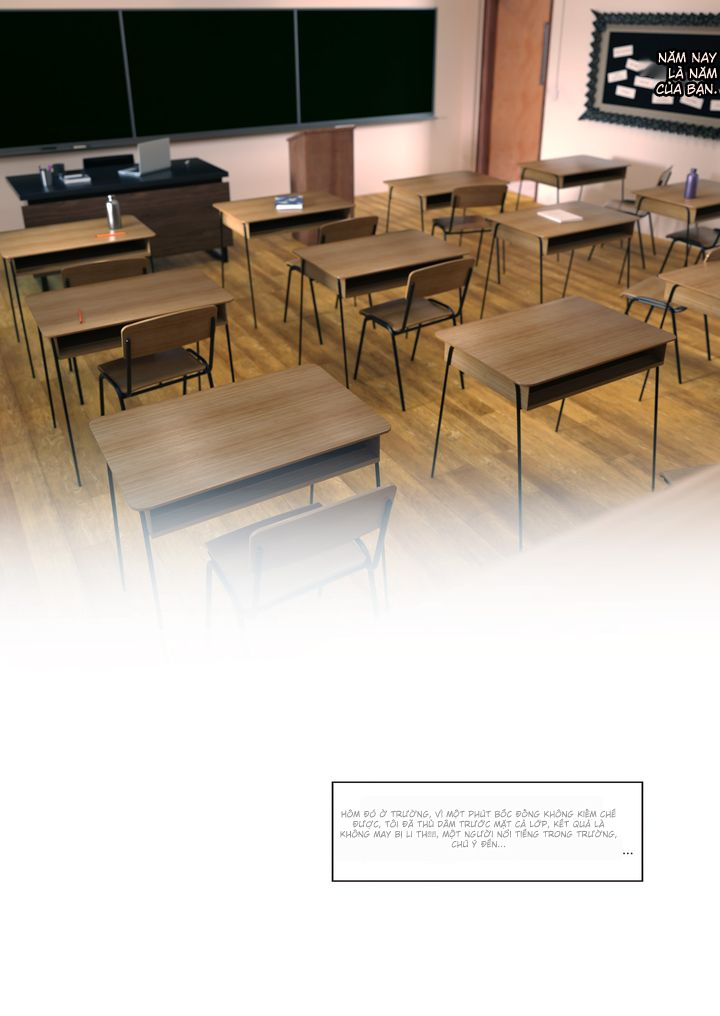 NĂM NAY
LÀ NĂM
CỦA BẠN.
HÔM ĐÓ Ở TRƯỜNG, VÌ MỘT PHÚT BỐC ĐỒNG KHÔNG KIỀM CHẾ
ĐƯỢC, TÔI ĐÃ THỦ DÂM TRƯỚC MẶT CẢ LỚP, KẾT QUẢ LÀ
KHÔNG MAY BỊ LI THIIII, MỘT NGƯỜI NỔI TIẾNG TRONG TRƯỜNG,
CHÚ Ý ĐẾN...
...